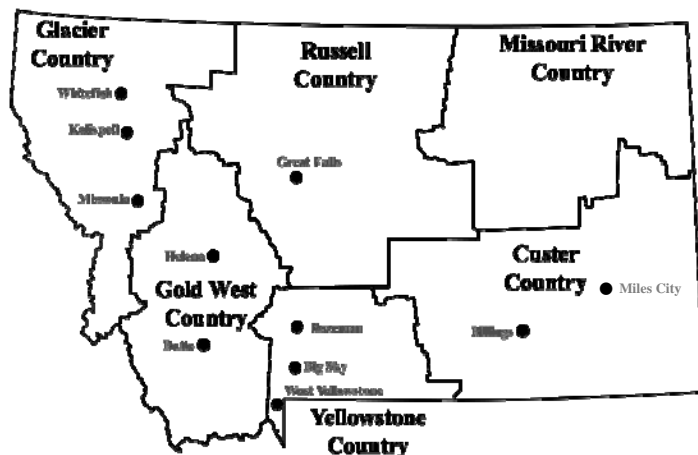 Glacier
Country
Russell
Country
Missouri River
Country
Whitefish
Kalispell
Great Falls
Missoula
Helena
Custer
Country
Gold West
Country
Miles City
Bozeman
Billings
Butte
Big Sky
West Yellowstone
Yellowstone
Country